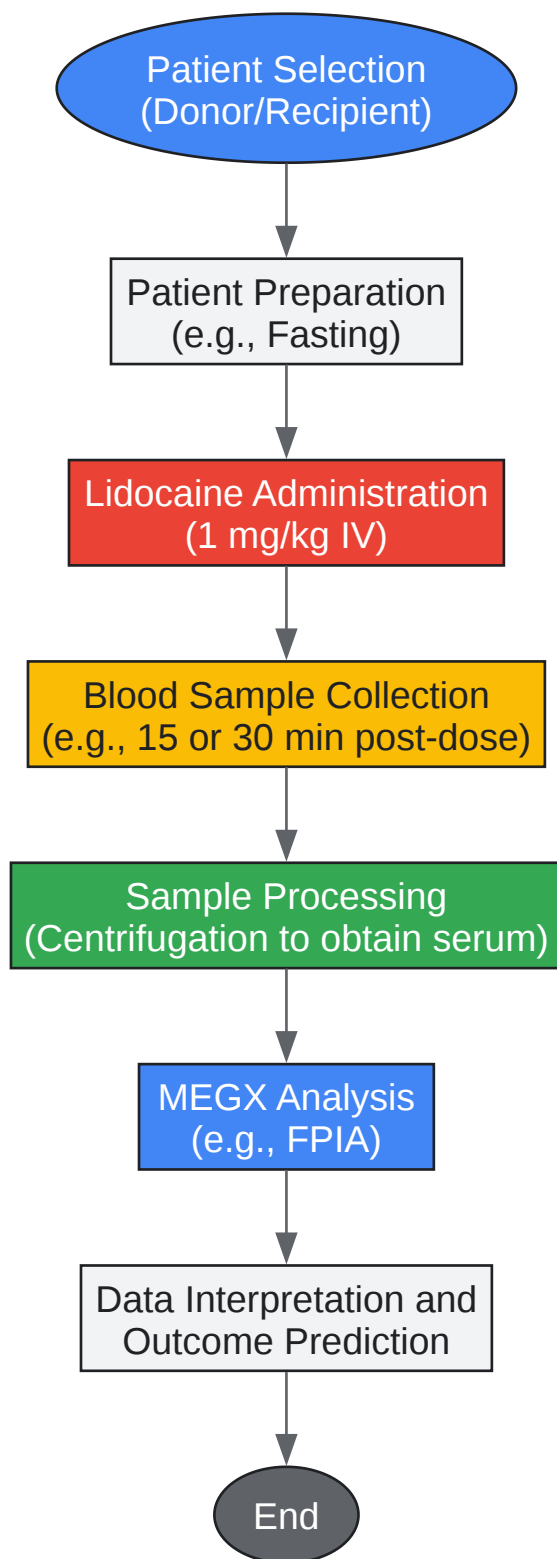 Patient Selection
(Donor/Recipient)
Patient Preparation
(e.g., Fasting)
Lidocaine Administration
(1 mg/kg IV)
Blood Sample Collection
(e.g., 15 or 30 min post-dose)
Sample Processing
(Centrifugation to obtain serum)
MEGX Analysis
(e.g., FPIA)
Data Interpretation and
Outcome Prediction
End